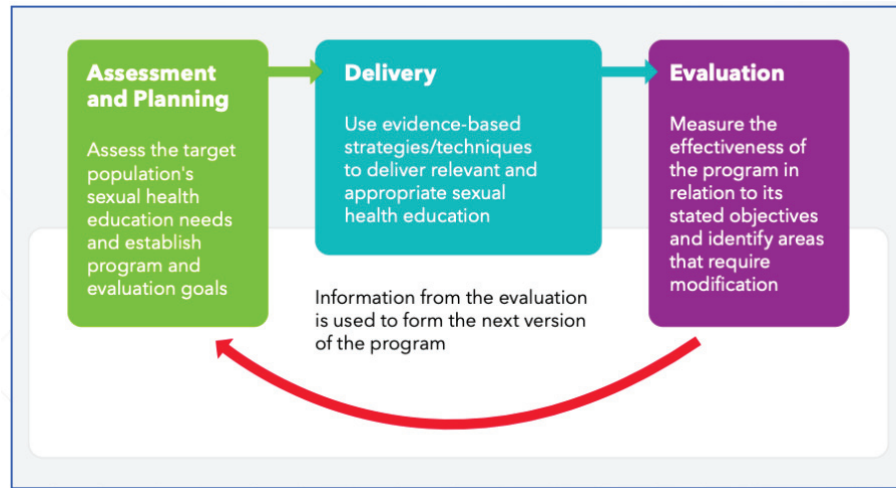 Assessment
and Planning
Assess the target
population's
sexual health
education needs
and establish
program and
evaluation goals
Delivery
Use evidence-based
strategies/techniques
to deliver relevant and
appropriate sexual
health education
Evaluation
Measure the
effectiveness of
the program in
relation to its
stated objectives
and identify areas
that require
modification
Information from the evaluation
is used to form the next version
of the program